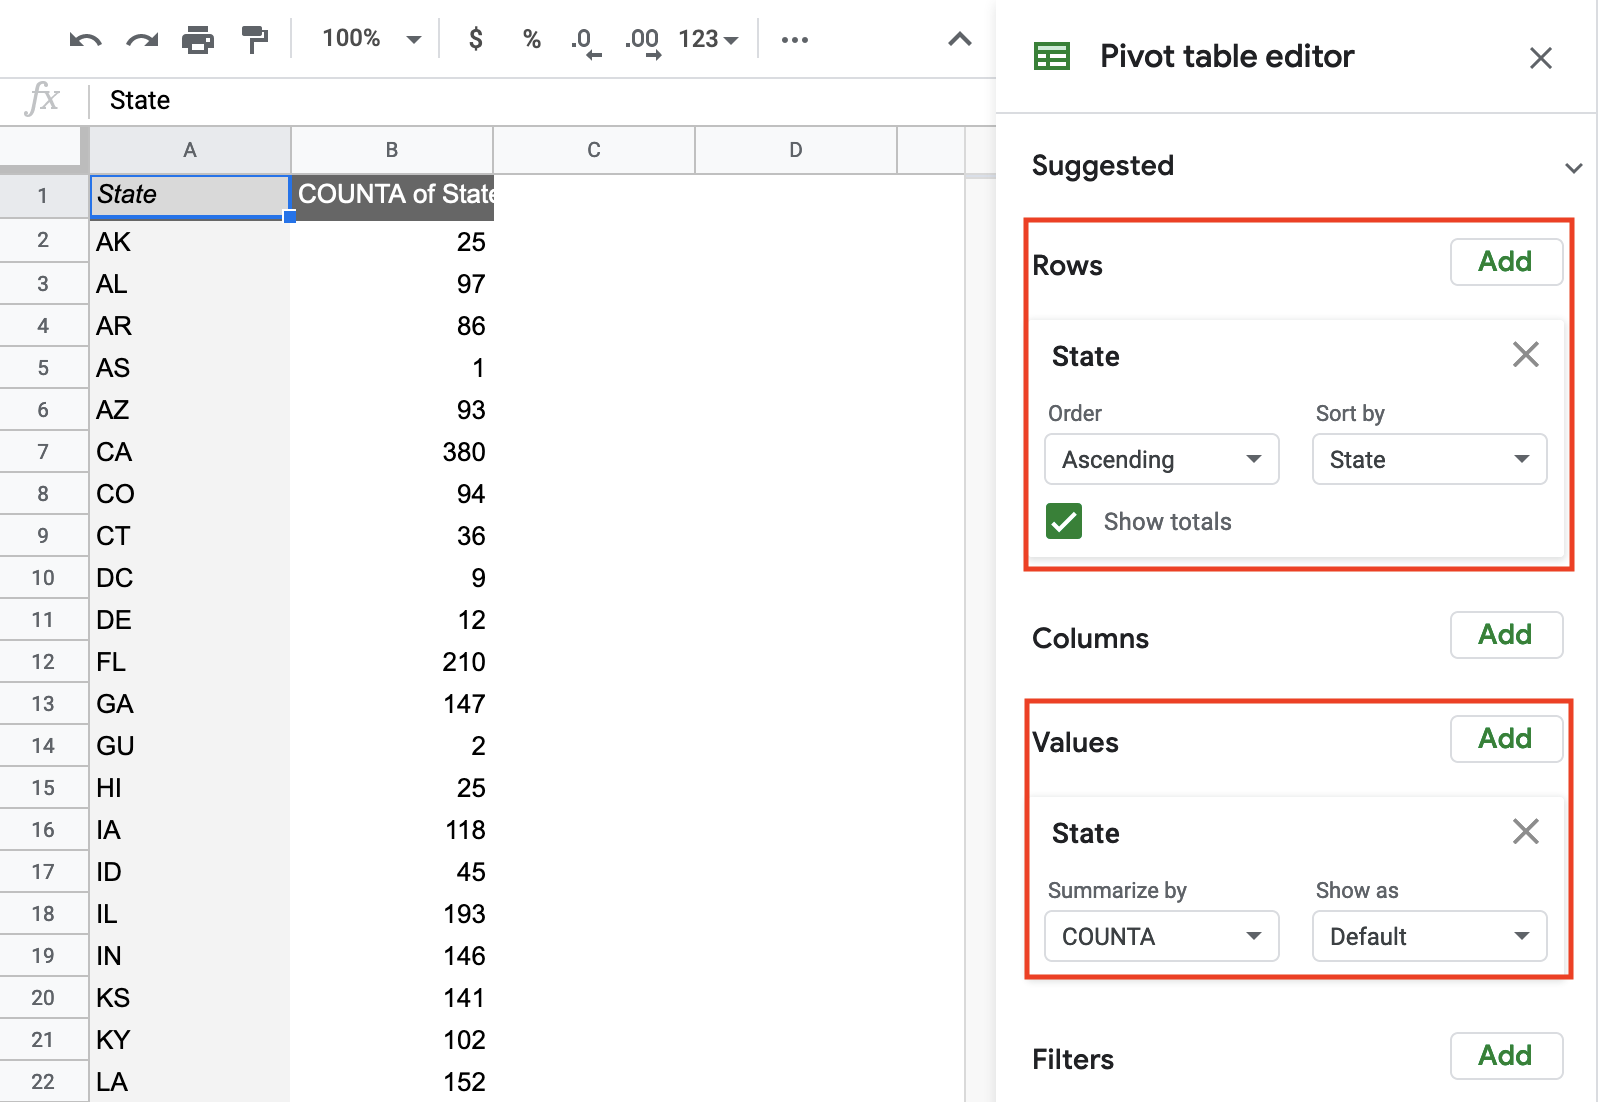 100%
$
%
.0
.00
123
Pivot table editor
fx
State
A
B
C
D
1
State
COUNTA of State
2
AK
25
3
AL
97
4
AR
86
5
AS
1
6
AZ
93
7
CA
380
8
CO
94
9
CT
36
10
DC
9
11
DE
12
12
FL
210
13
GA
147
14
GU
2
15
HI
25
16
IA
118
17
ID
45
18
IL
193
19
IN
146
20
KS
141
21
KY
102
22
LA
152
Suggested
Rows
Add
State
Order
Sort by
Ascending
State
Show totals
Columns
Add
Values
Add
State
Summarize by
Show as
COUNTA
Default
Filters
Add